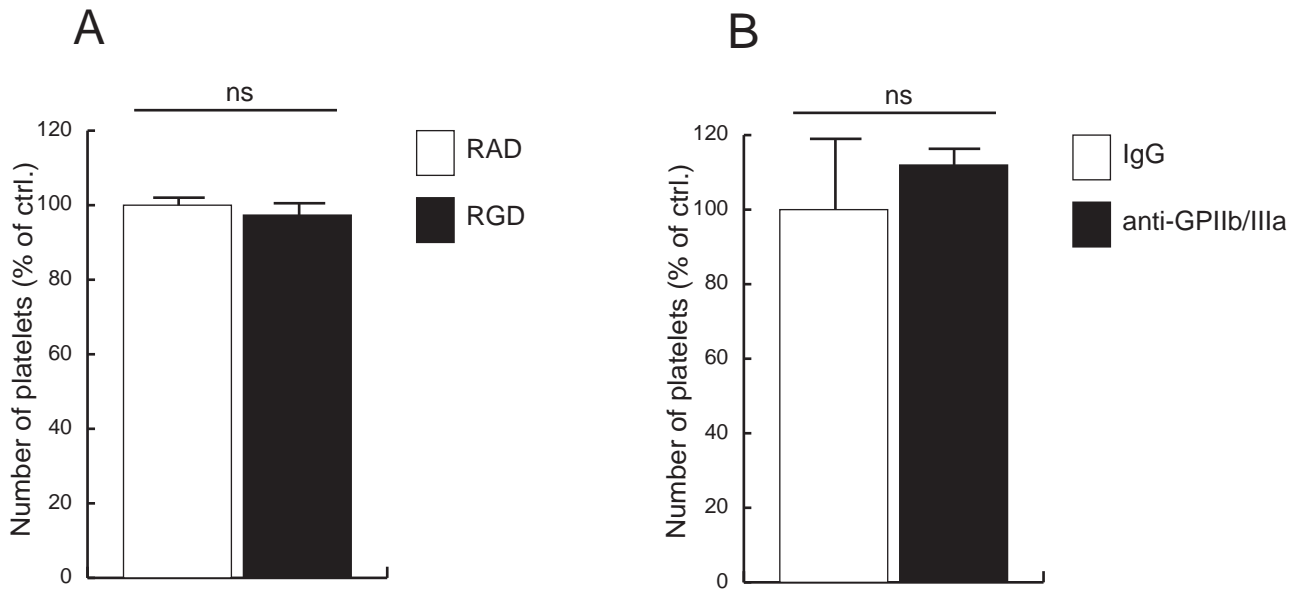 A
ns
Number of platelets (% of ctrl.)
120
100
80
60
40
20
0
RAD
RGD
B
ns
Number of platelets (% of ctrl.)
120
100
80
60
40
20
0
IgG
anti-GPIIb/IIIa